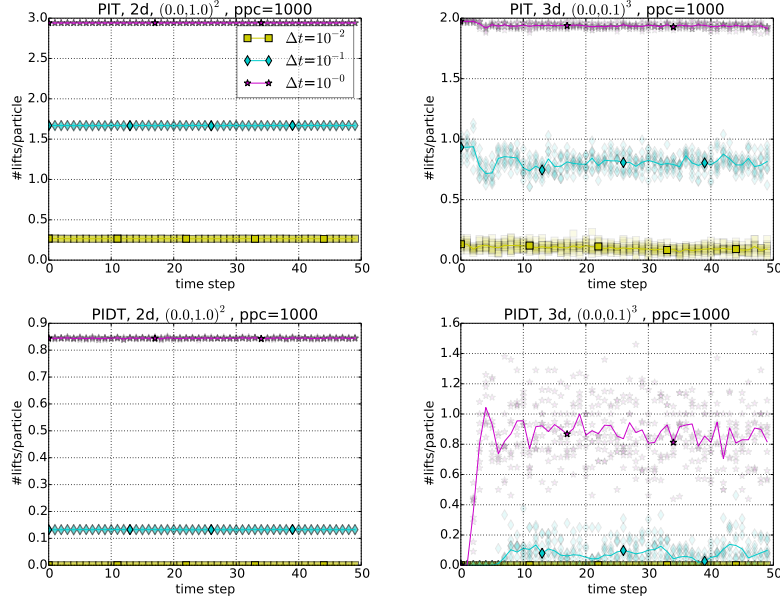 PIT, 2d, (0.0,1.0)² , ppc=1000
3.0
2.5
2.0
1.5
1.0
0.5
0.0
#lifts/particle
Δt=10⁻²
Δt=10⁻¹
Δt=10⁻⁰
0 10 20 30 40 50
time step
PIT, 3d, (0.0,0.1)³ , ppc=1000
2.0
1.5
1.0
0.5
0.0
#lifts/particle
0 10 20 30 40 50
time step
PIDT, 2d, (0.0,1.0)² , ppc=1000
0.9
0.8
0.7
0.6
0.5
0.4
0.3
0.2
0.1
0.0
#lifts/particle
0 10 20 30 40 50
time step
PIDT, 3d, (0.0,0.1)³ , ppc=1000
1.6
1.4
1.2
1.0
0.8
0.6
0.4
0.2
0.0
#lifts/particle
0 10 20 30 40 50
time step